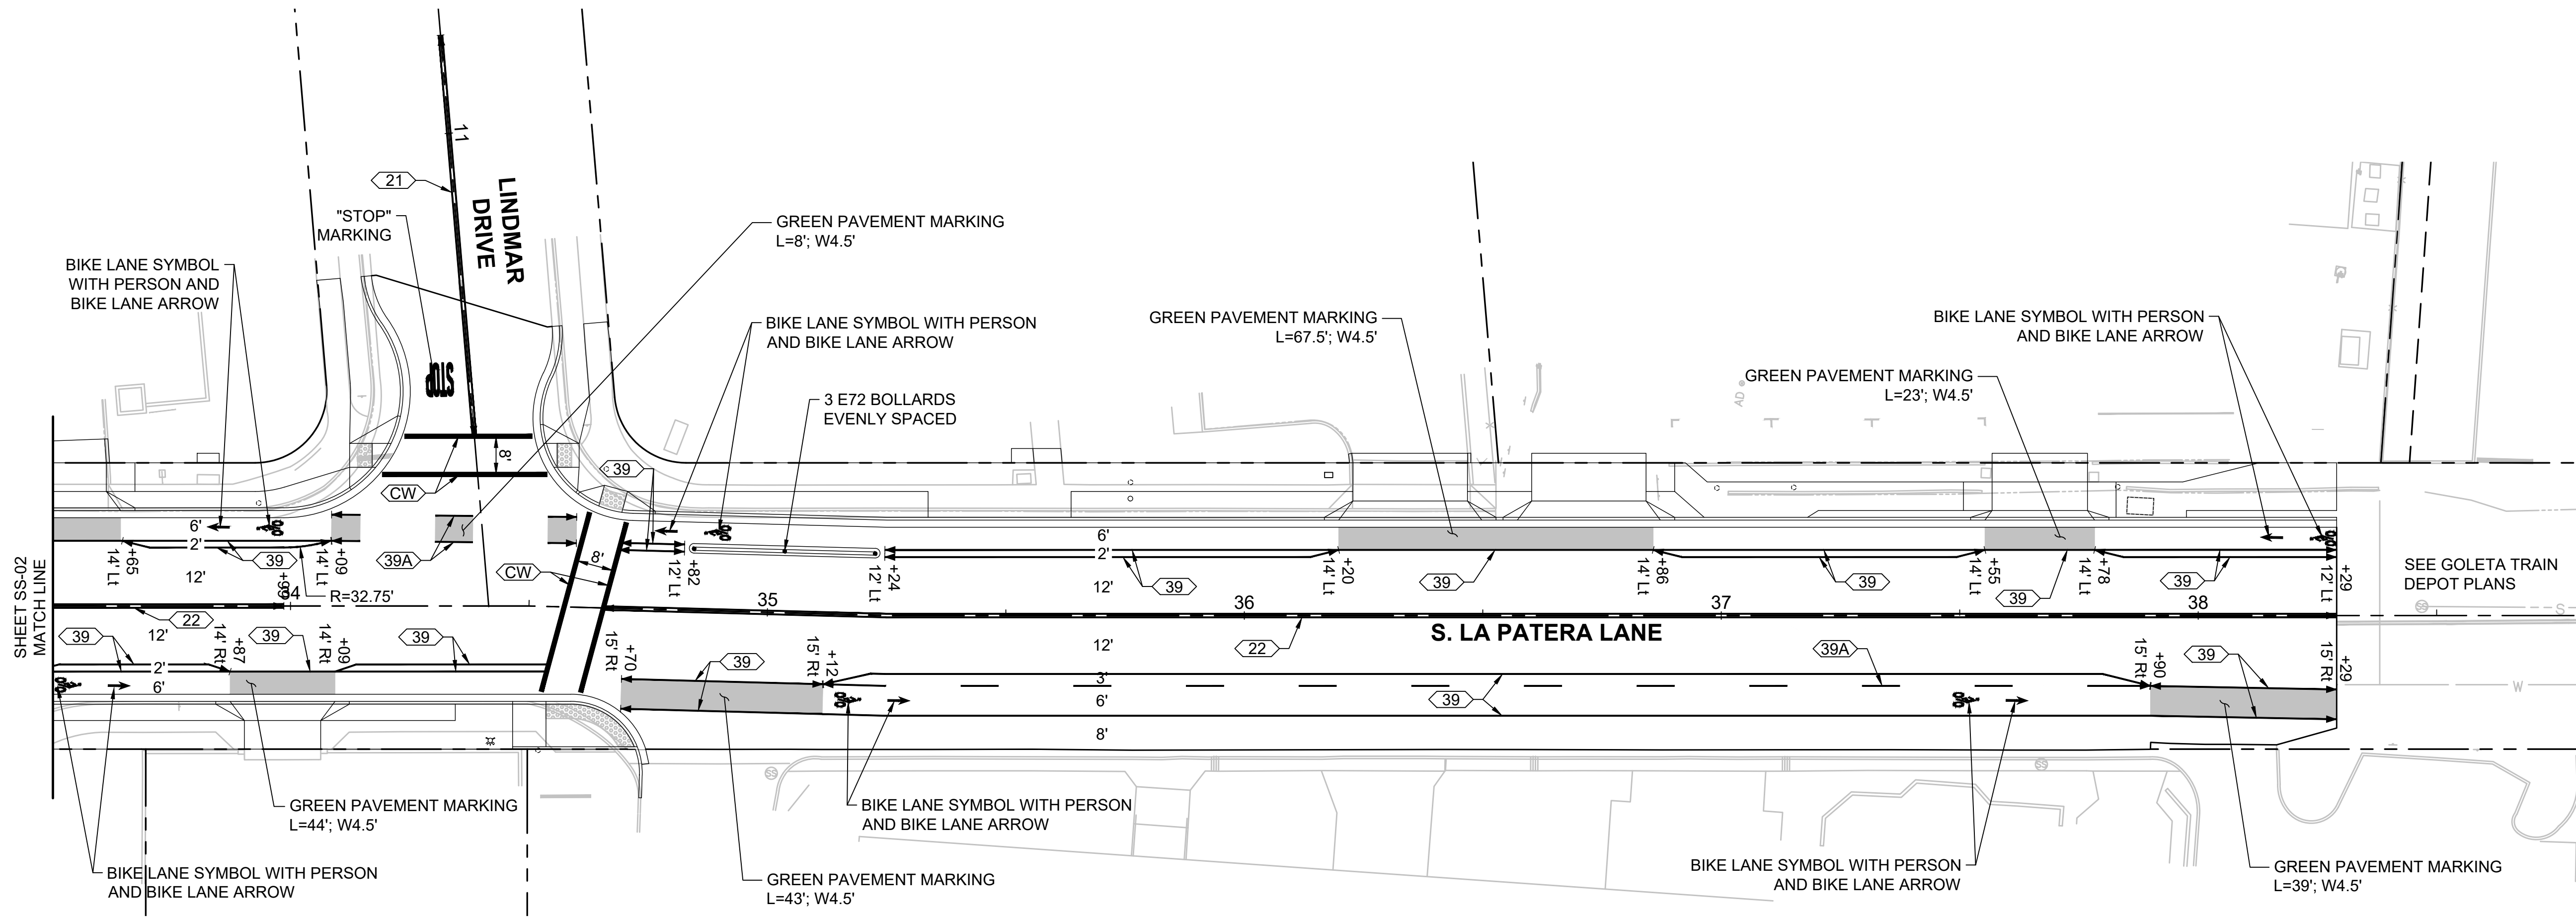 11
21
LINDMAR
DRIVE
"STOP"
MARKING
GREEN PAVEMENT MARKING
L=8'; W4.5'
BIKE LANE SYMBOL
WITH PERSON AND
BIKE LANE ARROW
BIKE LANE SYMBOL WITH PERSON
AND BIKE LANE ARROW
GREEN PAVEMENT MARKING
L=67.5'; W4.5'
BIKE LANE SYMBOL WITH PERSON
AND BIKE LANE ARROW
GREEN PAVEMENT MARKING
L=23'; W4.5'
AD
STOP
3 E72 BOLLARDS
EVENLY SPACED
8'
39
CW
6'
2'
39
39A
CW
8'
6'
2'
39
39
39
39
39
+65
14' Lt
+09
14' Lt
+82
12' Lt
+24
12' Lt
+20
14' Lt
+86
14' Lt
+55
14' Lt
+78
14' Lt
+29
12' Lt
SEE GOLETA TRAIN
DEPOT PLANS
SHEET SS-02
MATCH LINE
12'
+99
34
R=32.75'
12'
35
36
37
38
S
22
S. LA PATERA LANE
22
12'
39
39
39
12'
2'
6'
+87
14' Rt
+09
14' Rt
+70
15' Rt
+12
15' Rt
39
39A
3'
6'
39
8'
+90
15' Rt
39
+29
15' Rt
W
SS
SS
GREEN PAVEMENT MARKING
L=44'; W4.5'
BIKE LANE SYMBOL WITH PERSON
AND BIKE LANE ARROW
BIKE LANE SYMBOL WITH PERSON
AND BIKE LANE ARROW
GREEN PAVEMENT MARKING
L=43'; W4.5'
BIKE LANE SYMBOL WITH PERSON
AND BIKE LANE ARROW
GREEN PAVEMENT MARKING
L=39'; W4.5'